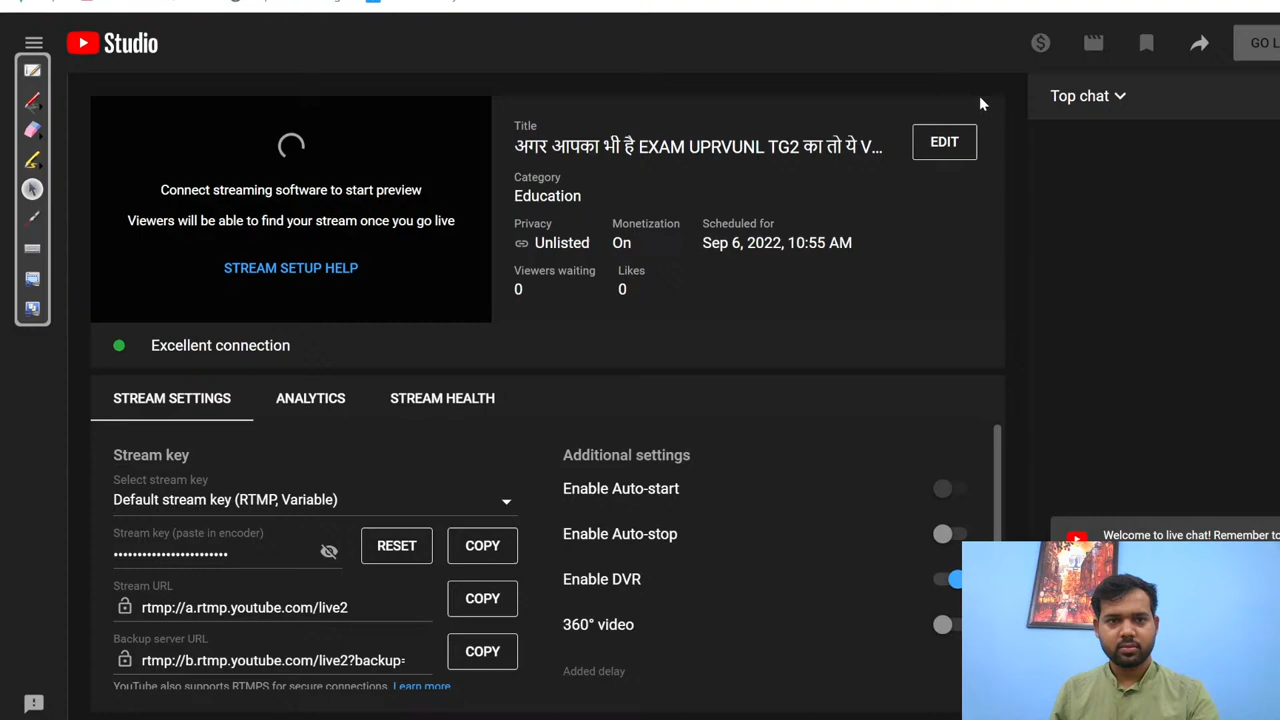 Studio
GO L
Top chat
Connect streaming software to start preview
Viewers will be able to find your stream once you go live
STREAM SETUP HELP
Title
अगर आपका भी है EXAM UPRVUNL TG2 का तो ये V...
EDIT
Category
Education
Privacy
Monetization
Scheduled for
Unlisted
On
Sep 6, 2022, 10:55 AM
Viewers waiting
Likes
0
0
Excellent connection
STREAM SETTINGS
ANALYTICS
STREAM HEALTH
Stream key
Select stream key
Default stream key (RTMP, Variable)
Stream key (paste in encoder)
••••••••••••••••••••••••
RESET
COPY
Stream URL
rtmp://a.rtmp.youtube.com/live2
COPY
Backup server URL
rtmp://b.rtmp.youtube.com/live2?backup=
COPY
YouTube also supports RTMPS for secure connections. Learn more
Additional settings
Enable Auto-start
Enable Auto-stop
Enable DVR
360° video
Added delay
Welcome to live chat! Remember to